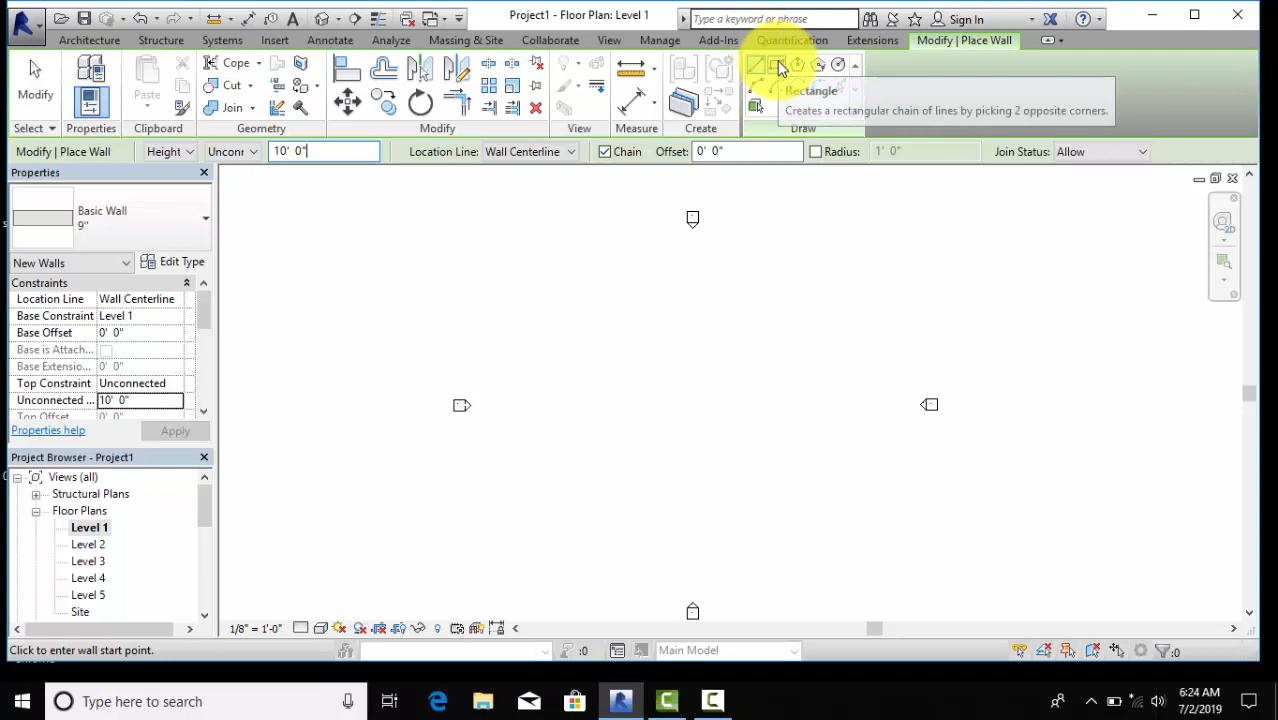 Project1 - Floor Plan: Level 1
Type a keyword or phrase
Sign In
Architecture Structure Systems Insert Annotate Analyze Massing & Site Collaborate View Manage Add-Ins Quantification Extensions Modify | Place Wall
Modify
Cope
Cut
Join
Paste
Rectangle
Creates a rectangular chain of lines by picking 2 opposite corners.
Select Properties Clipboard Geometry Modify View Measure Create Draw
Modify | Place Wall Height Unconr 10' 0" Location Line: Wall Centerline Chain Offset: 0' 0" Radius: 1' 0" Join Status: Allow
Properties
Basic Wall
9"
New Walls Edit Type
Constraints
Location Line Wall Centerline
Base Constraint Level 1
Base Offset 0' 0"
Base is Attach...
Base Extensio... 0' 0"
Top Constraint Unconnected
Unconnected ... 10' 0"
Top Offset 0' 0"
Properties help Apply
Project Browser - Project1
Views (all)
Structural Plans
Floor Plans
Level 1
Level 2
Level 3
Level 4
Level 5
Site
1/8" = 1'-0"
2D
Click to enter wall start point.
:0
Main Model
:0
Type here to search
6:24 AM
7/2/2019